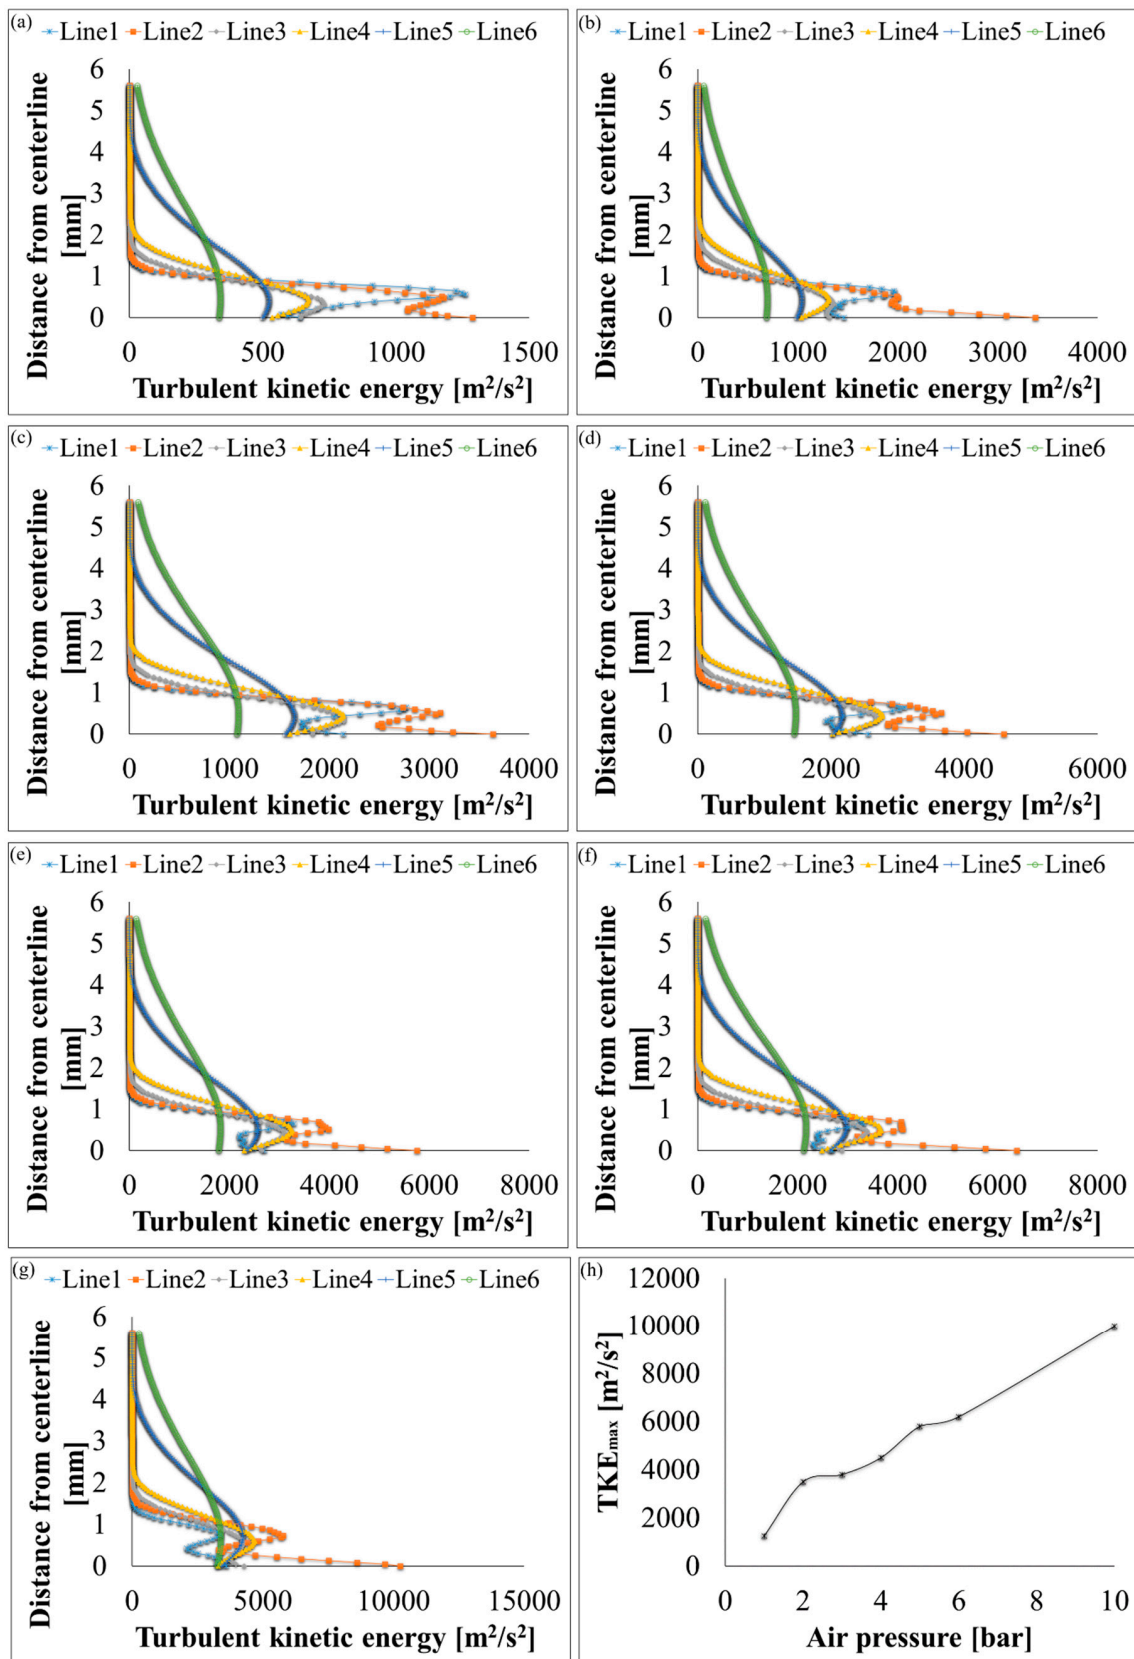 (a) Line1 Line2 Line3 Line4 Line5 Line6
Distance from centerline
[mm]
6
5
4
3
2
1
0
0 500 1000 1500
Turbulent kinetic energy [m²/s²]
(b) Line1 Line2 Line3 Line4 Line5 Line6
Distance from centerline
[mm]
6
5
4
3
2
1
0
0 1000 2000 3000 4000
Turbulent kinetic energy [m²/s²]
(c) Line1 Line2 Line3 Line4 Line5 Line6
Distance from centerline
[mm]
6
5
4
3
2
1
0
0 1000 2000 3000 4000
Turbulent kinetic energy [m²/s²]
(d) Line1 Line2 Line3 Line4 Line5 Line6
Distance from centerline
[mm]
6
5
4
3
2
1
0
0 2000 4000 6000
Turbulent kinetic energy [m²/s²]
(e) Line1 Line2 Line3 Line4 Line5 Line6
Distance from centerline
[mm]
6
5
4
3
2
1
0
0 2000 4000 6000 8000
Turbulent kinetic energy [m²/s²]
(f) Line1 Line2 Line3 Line4 Line5 Line6
Distance from centerline
[mm]
6
5
4
3
2
1
0
0 2000 4000 6000 8000
Turbulent kinetic energy [m²/s²]
(g) Line1 Line2 Line3 Line4 Line5 Line6
Distance from centerline
[mm]
6
5
4
3
2
1
0
0 5000 10000 15000
Turbulent kinetic energy [m²/s²]
(h)
TKEmax [m²/s²]
12000
10000
8000
6000
4000
2000
0
0 2 4 6 8 10
Air pressure [bar]